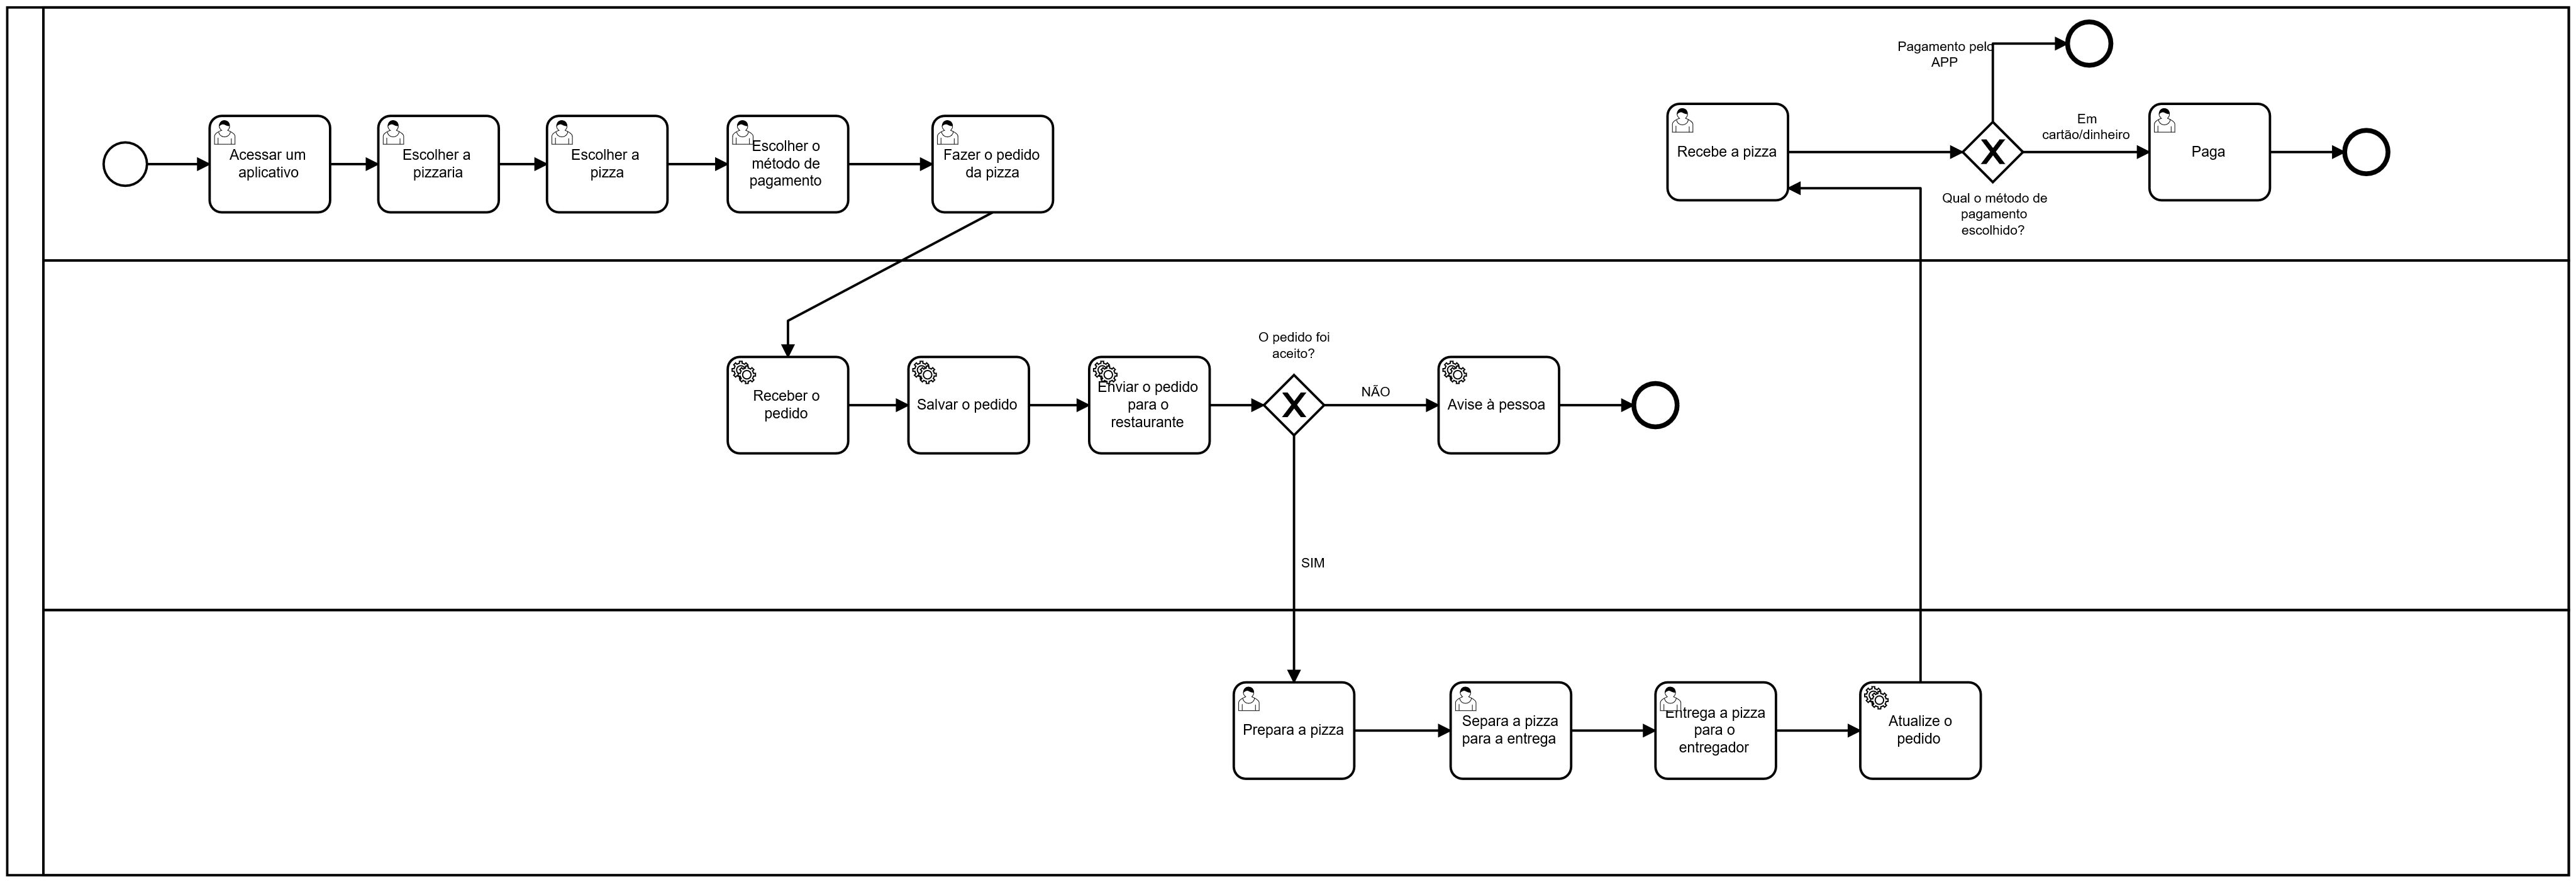 Acessar um
aplicativo
Escolher a
pizzaria
Escolher a
pizza
Escolher o
método de
pagamento
Fazer o pedido
da pizza
Recebe a pizza
Pagamento pelo
APP
Qual o método de
pagamento
escolhido?
Em
cartão/dinheiro
Paga
Receber o
pedido
Salvar o pedido
Enviar o pedido
para o
restaurante
O pedido foi
aceito?
NÃO
Avise à pessoa
SIM
Prepara a pizza
Separa a pizza
para a entrega
Entrega a pizza
para o
entregador
Atualize o
pedido